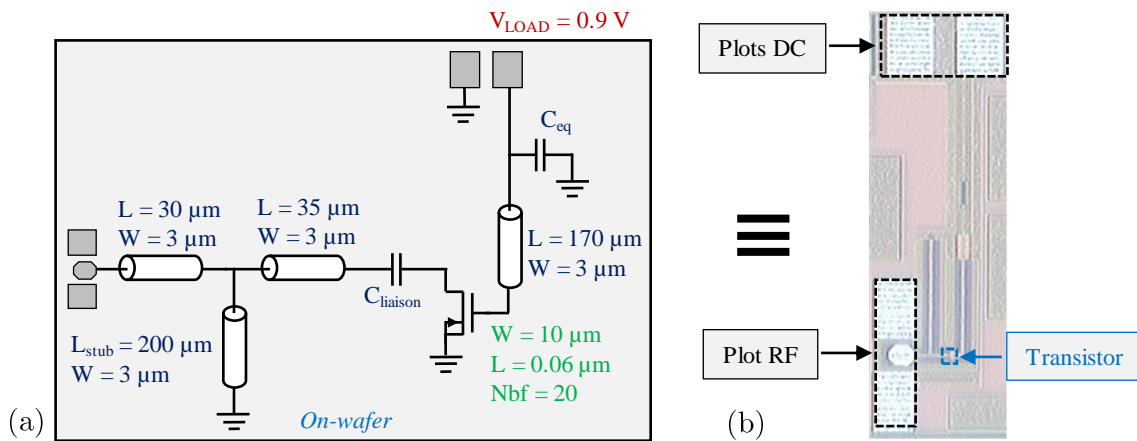 (a)
V_LOAD = 0.9 V
C_eq
L = 30 µm
W = 3 µm
L = 35 µm
W = 3 µm
L = 170 µm
W = 3 µm
C_liaison
L_stub = 200 µm
W = 3 µm
W = 10 µm
L = 0.06 µm
Nbf = 20
On-wafer
(b)
Plots DC
Plot RF
Transistor